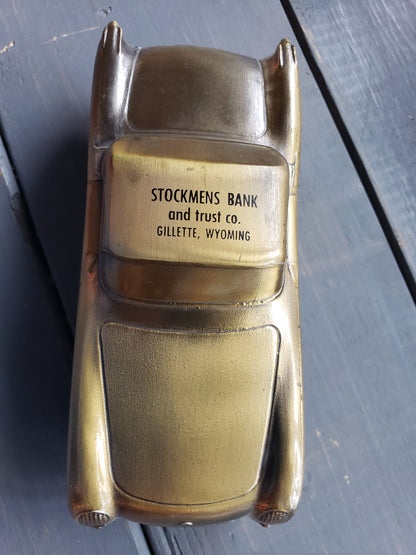 STOCKMENS BANK
and trust co.
GILLETTE, WYOMING